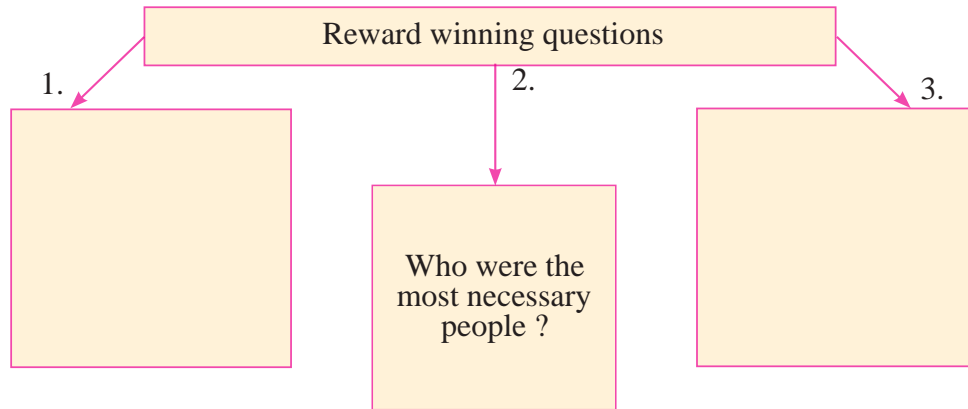 Reward winning questions
1.
2.
3.
Who were the
most necessary
people ?